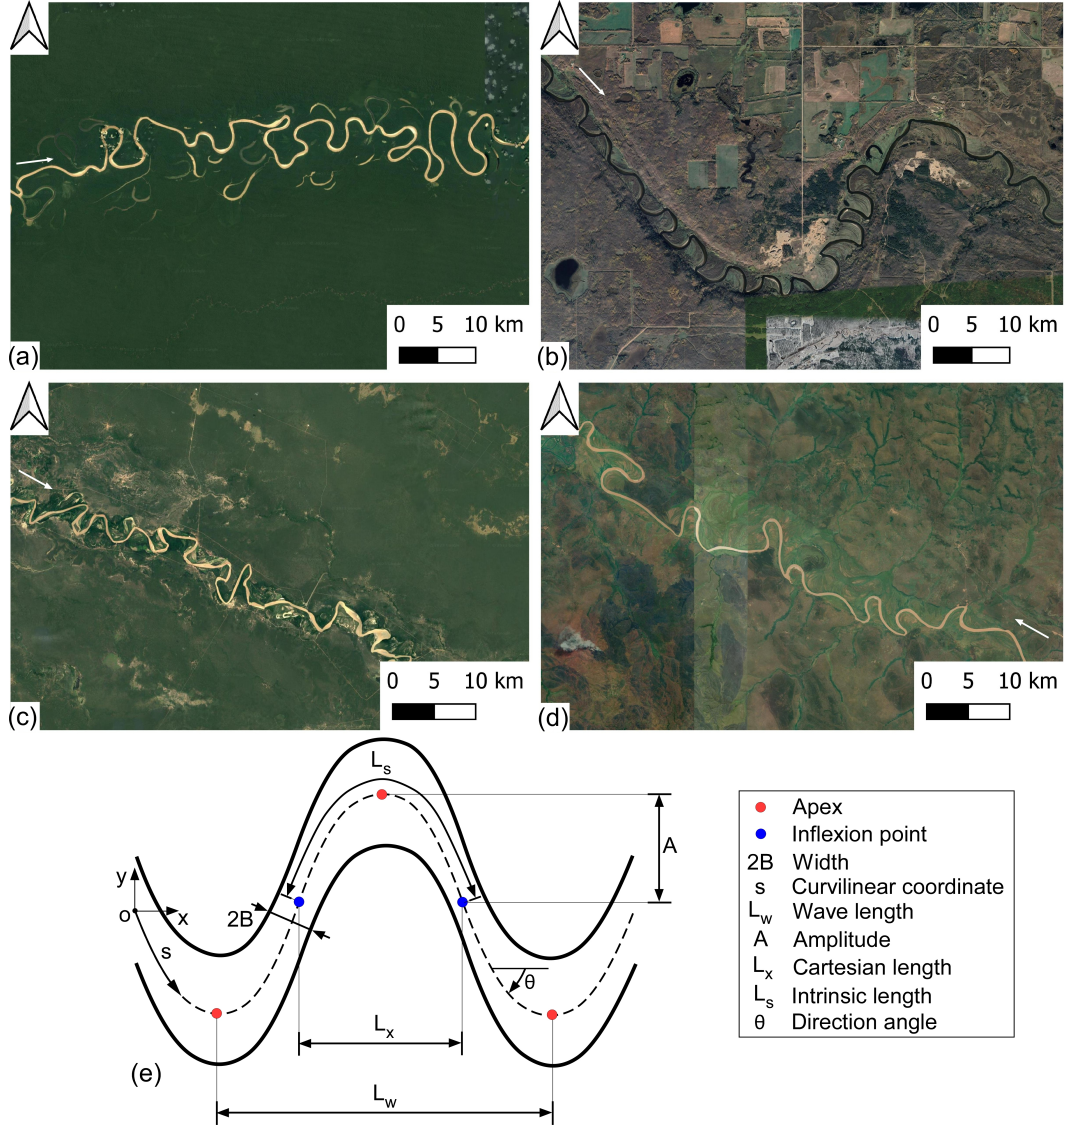 0 5 10 km
(a)
0 5 10 km
(b)
0 5 10 km
(c)
0 5 10 km
(d)
Ls
A
y
o
x
2B
s
θ
Lx
Lw
(e)
Apex
Inflexion point
2B Width
s Curvilinear coordinate
Lw Wave length
A Amplitude
Lx Cartesian length
Ls Intrinsic length
θ Direction angle